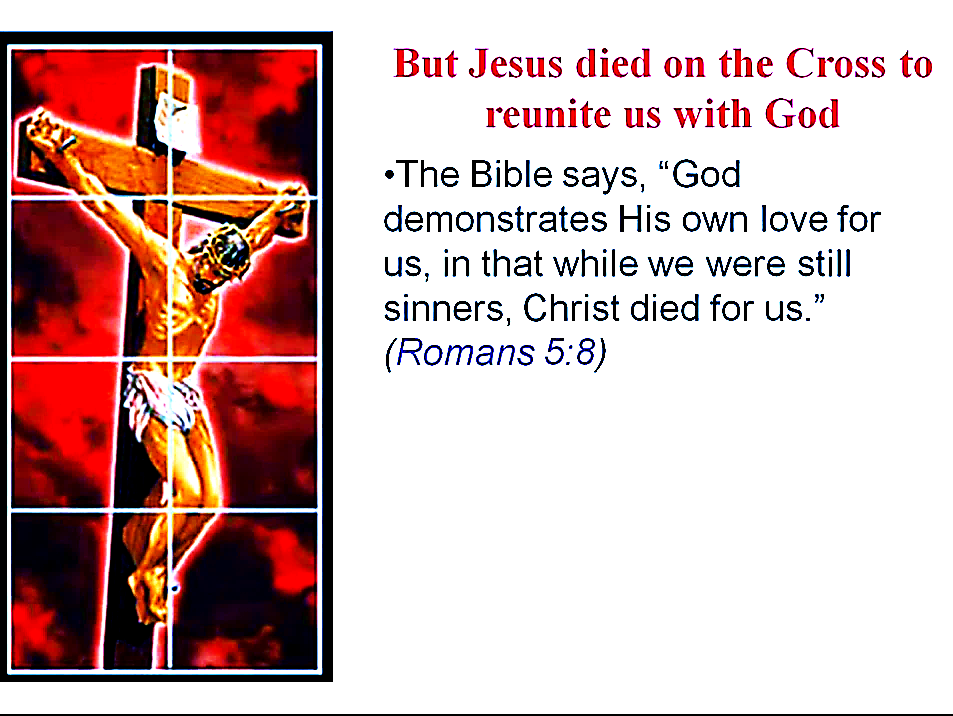 But Jesus died on the Cross to
reunite us with God
•The Bible says, “God
demonstrates His own love for
us, in that while we were still
sinners, Christ died for us.”
(Romans 5:8)